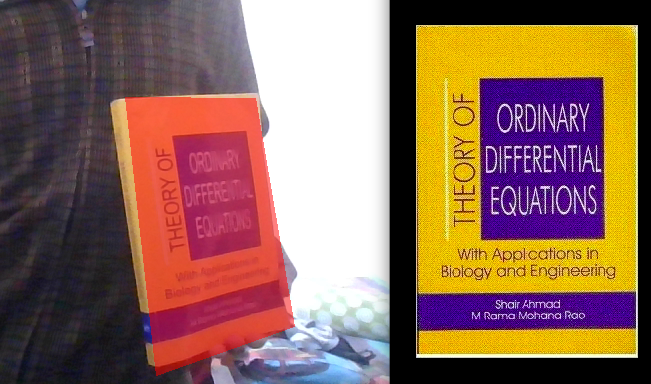 THEORY OF
ORDINARY
DIFFERENTIAL
EQUATIONS
With Applications in
Biology and Engineering
THEORY OF
ORDINARY
DIFFERENTIAL
EQUATIONS
With Applications in
Biology and Engineering
Shair Ahmad
M Rama Mohana Rao